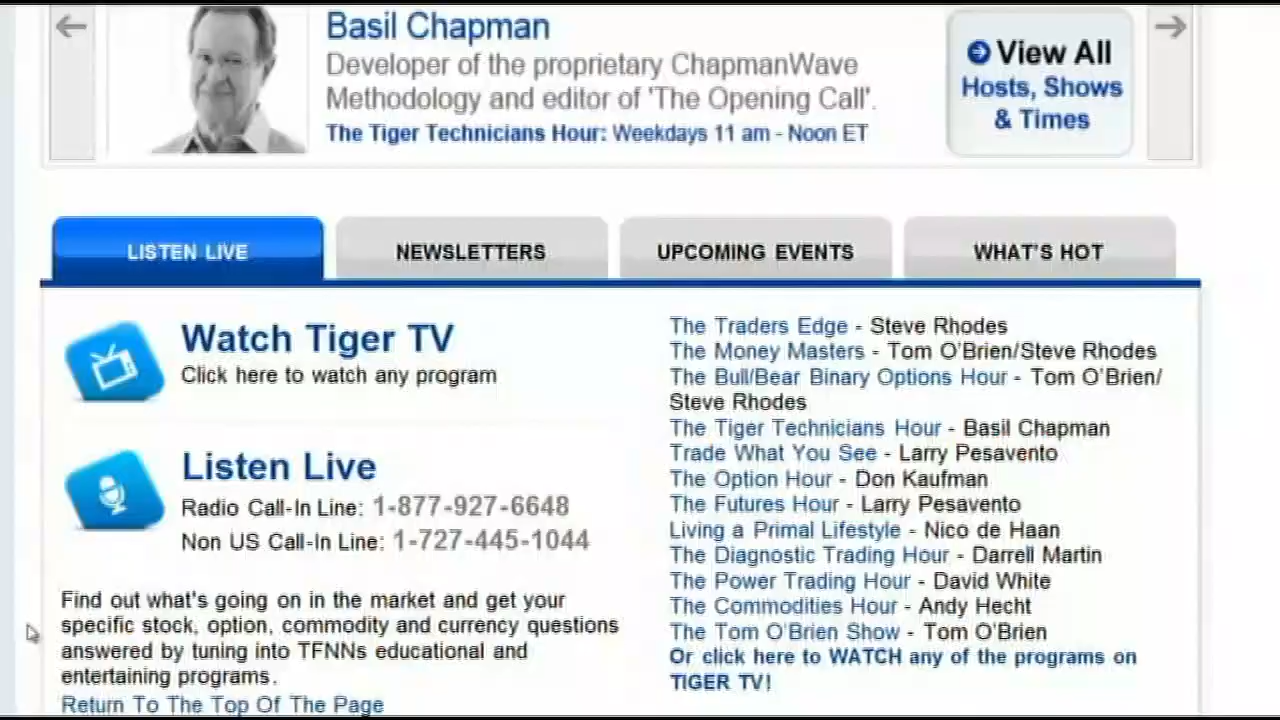 Basil Chapman
Developer of the proprietary ChapmanWave
Methodology and editor of 'The Opening Call'.
The Tiger Technicians Hour: Weekdays 11 am - Noon ET
View All
Hosts, Shows
& Times
LISTEN LIVE
NEWSLETTERS
UPCOMING EVENTS
WHAT'S HOT
Watch Tiger TV
Click here to watch any program
Listen Live
Radio Call-In Line: 1-877-927-6648
Non US Call-In Line: 1-727-445-1044
Find out what's going on in the market and get your
specific stock, option, commodity and currency questions
answered by tuning into TFNNs educational and
entertaining programs.
Return To The Top Of The Page
The Traders Edge - Steve Rhodes
The Money Masters - Tom O'Brien/Steve Rhodes
The Bull/Bear Binary Options Hour - Tom O'Brien/
Steve Rhodes
The Tiger Technicians Hour - Basil Chapman
Trade What You See - Larry Pesavento
The Option Hour - Don Kaufman
The Futures Hour - Larry Pesavento
Living a Primal Lifestyle - Nico de Haan
The Diagnostic Trading Hour - Darrell Martin
The Power Trading Hour - David White
The Commodities Hour - Andy Hecht
The Tom O'Brien Show - Tom O'Brien
Or click here to WATCH any of the programs on
TIGER TV!